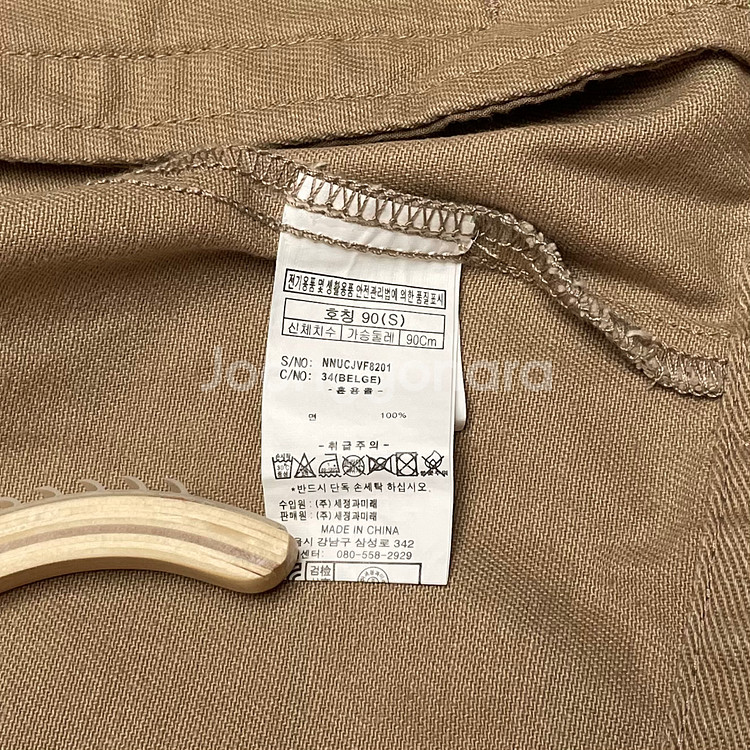 전기용품 및 생활용품 안전관리법에 의한 품질표시
호칭 90(S)
신체치수 가슴둘레 90Cm
S/NO: NNUCJVF8201
C/NO: 34(BELGE)
- 혼용율 -
면 100%
- 취급주의 -
•반드시 단독 손세탁 하십시오.
수입원 : (주) 세정과미래
판매원 : (주) 세정과미래
MADE IN CHINA
시 강남구 삼성로 342
센터: 080-558-2929
검檢